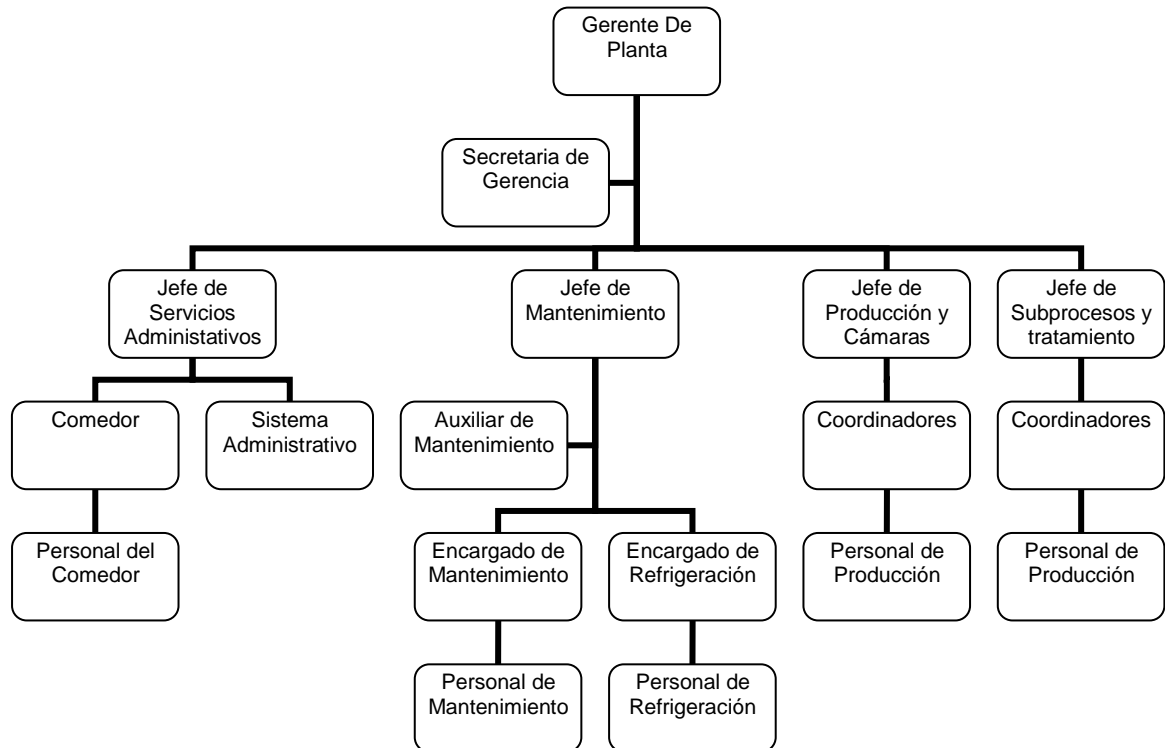 Gerente De
Planta
Secretaria de
Gerencia
Jefe de
Servicios
Administativos
Jefe de
Mantenimiento
Jefe de
Producción y
Cámaras
Jefe de
Subprocesos y
tratamiento
Comedor
Sistema
Administrativo
Auxiliar de
Mantenimiento
Coordinadores
Coordinadores
Personal del
Comedor
Encargado de
Mantenimiento
Encargado de
Refrigeración
Personal de
Producción
Personal de
Producción
Personal de
Mantenimiento
Personal de
Refrigeración